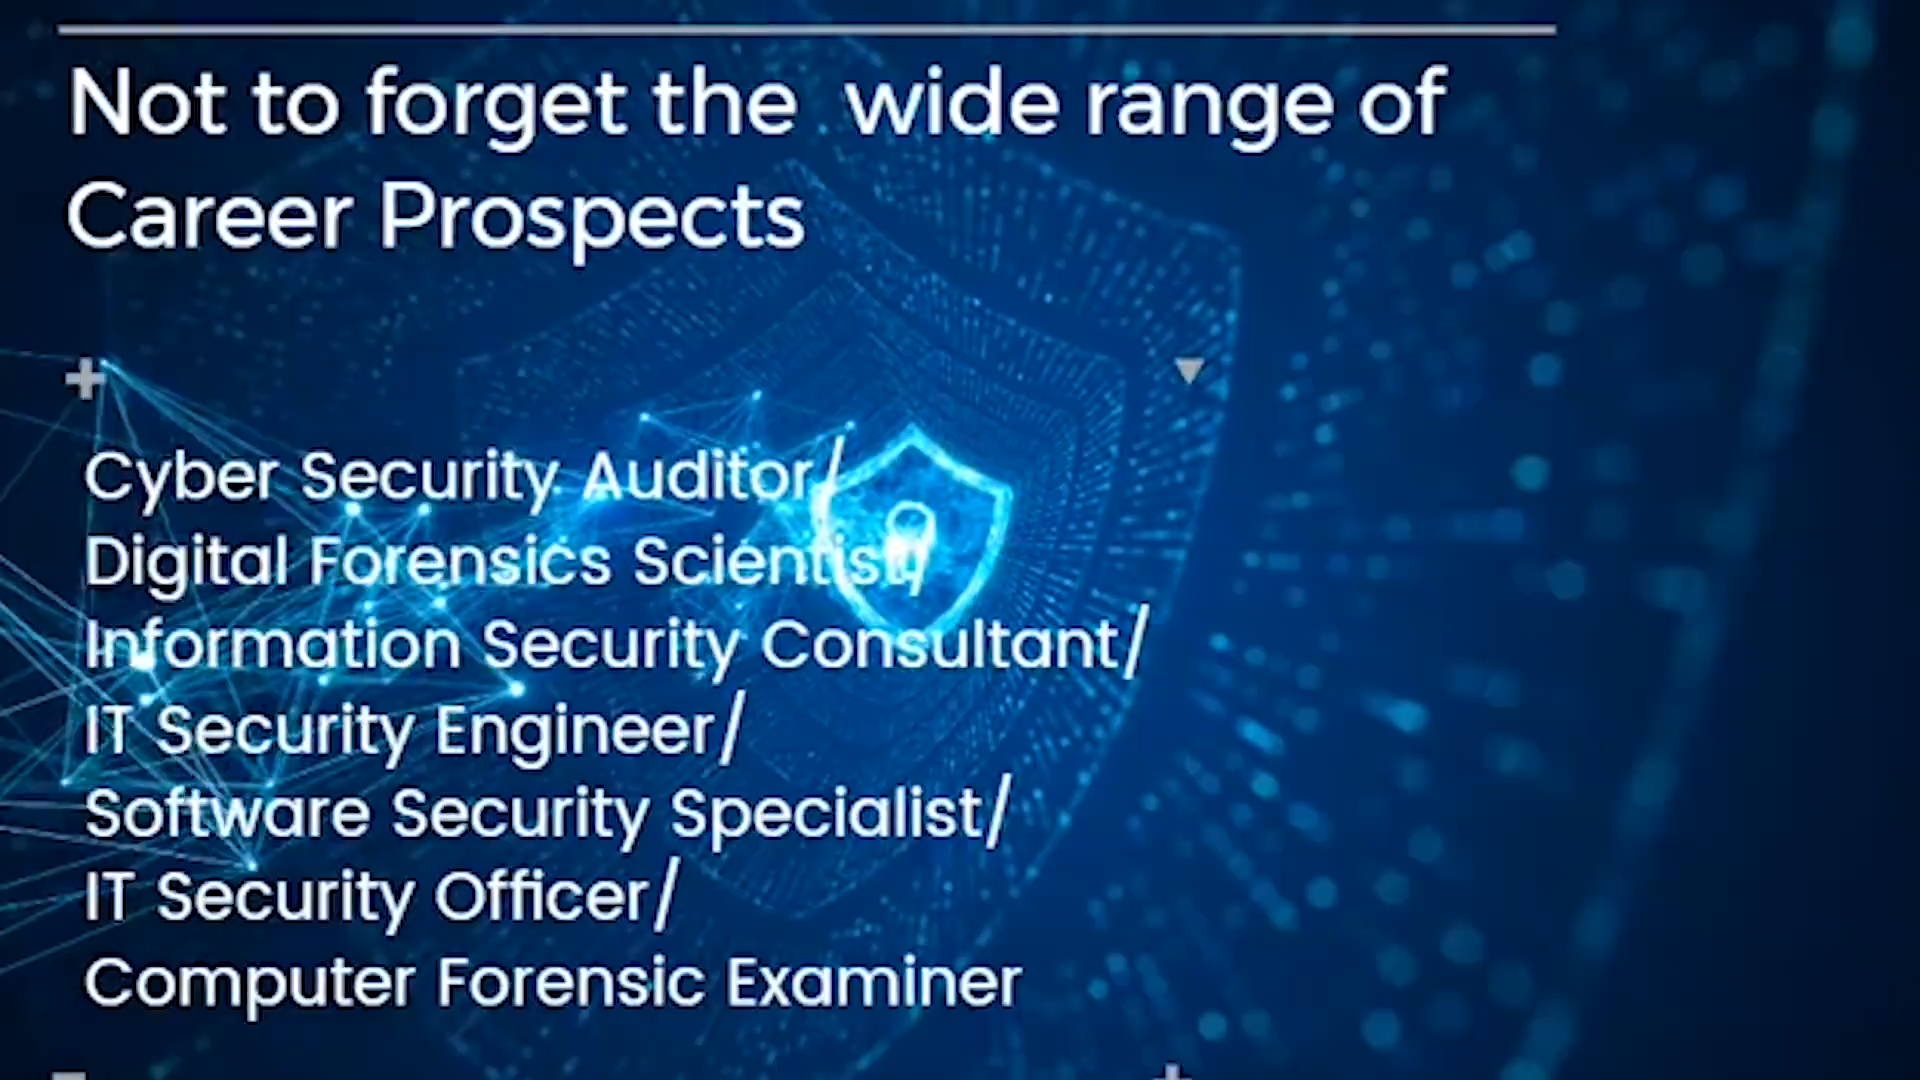 Not to forget the  wide range of
Career Prospects
Cyber Security Auditor/
Digital Forensics Scientist/
Information Security Consultant/
IT Security Engineer/
Software Security Specialist/
IT Security Officer/
Computer Forensic Examiner